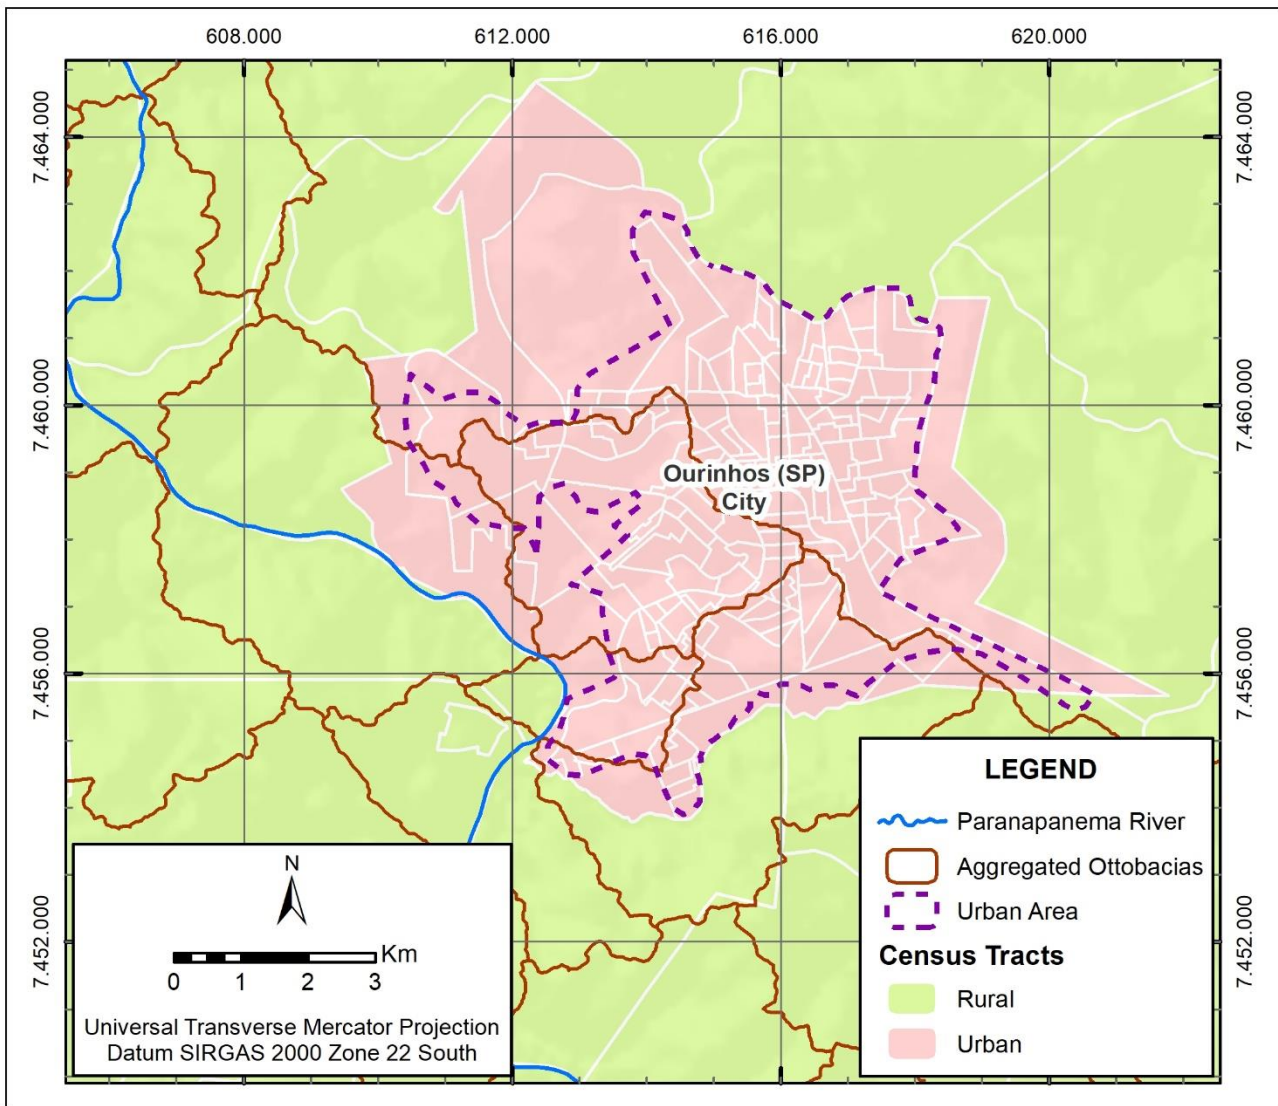 608.000 612.000 616.000 620.000
7.464.000 7.464.000
7.460.000 7.460.000
Ourinhos (SP)
City
7.456.000 7.456.000
7.452.000 7.452.000
LEGEND
Paranapanema River
Aggregated Ottobacias
Urban Area
Census Tracts
Rural
Urban
N
Km
0 1 2 3
Universal Transverse Mercator Projection
Datum SIRGAS 2000 Zone 22 South